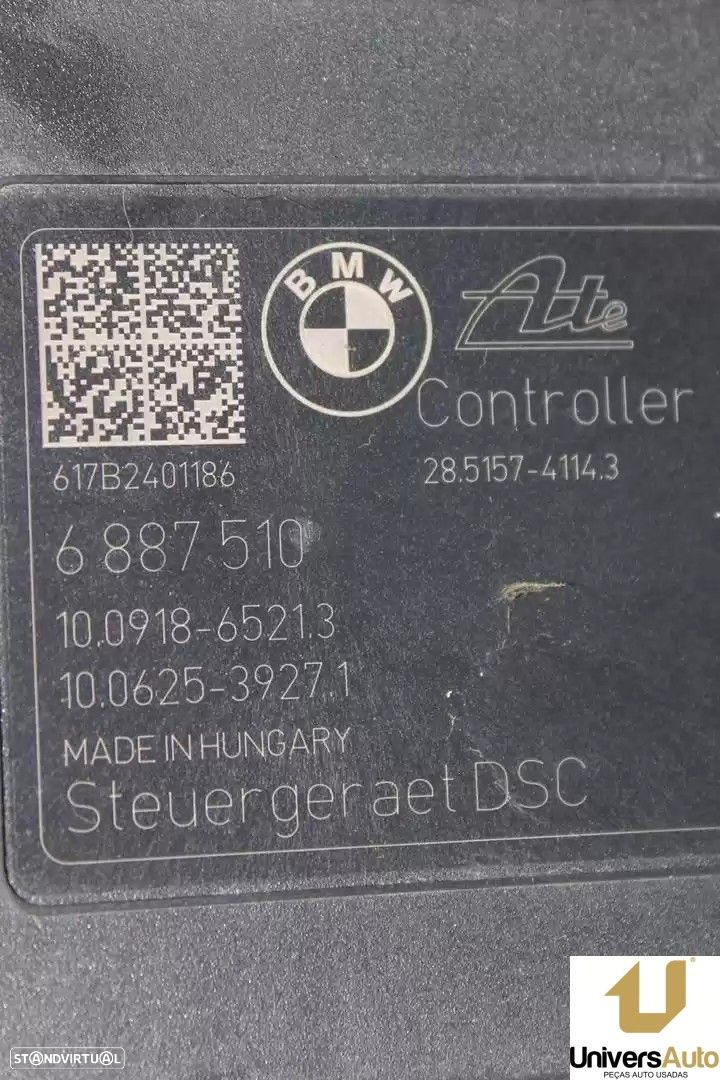 BMW
Ate
Controller
617B2401186
28.5157-4114.3
6 887 510
10.0918-6521.3
10.0625-3927.1
MADE IN HUNGARY
Steuergeraet DSC
STANDVIRTUAL
UniversAuto
PEÇAS AUTO USADAS